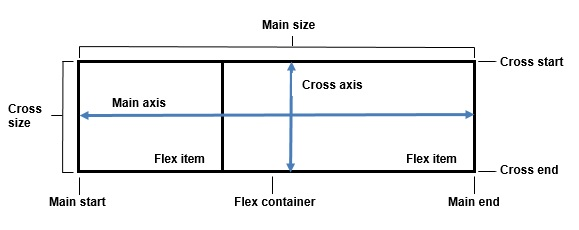 Main size
Cross start
Cross axis
Main axis
Cross
size
Flex item
Flex item
Cross end
Main start
Flex container
Main end